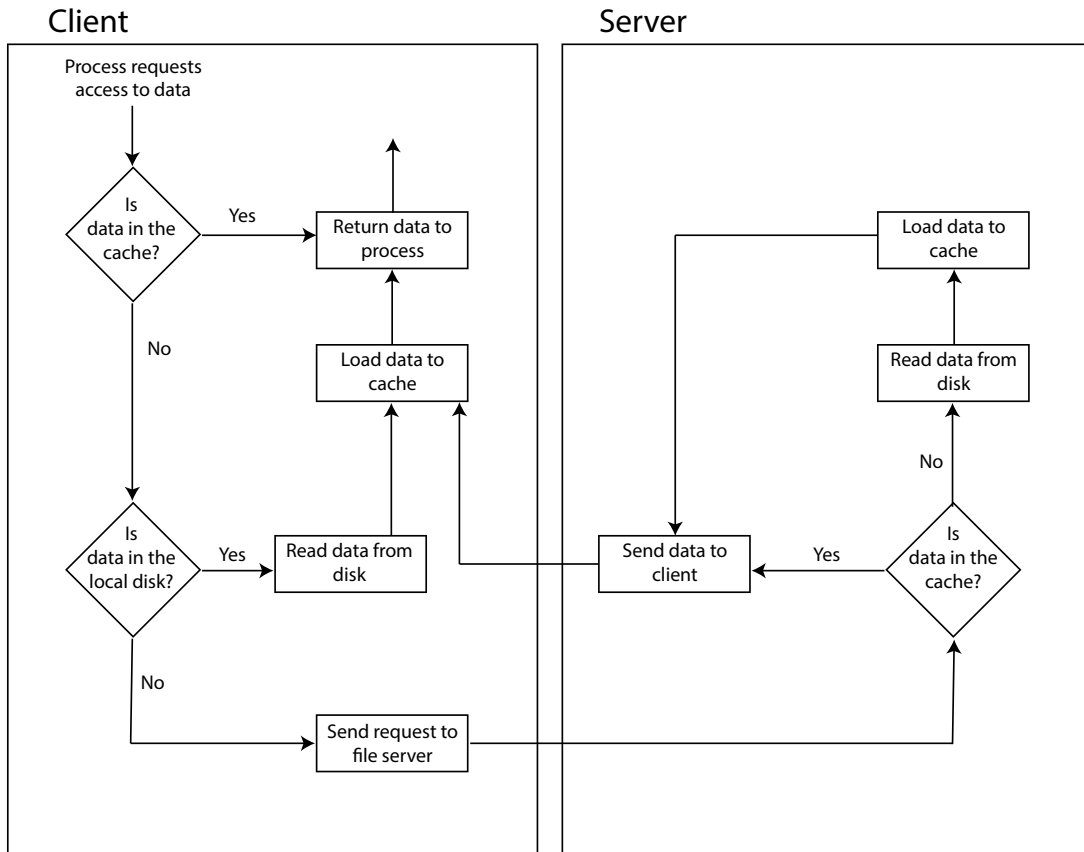 Client
Process requests
access to data
Is
data in the
cache?
Yes
Return data to
process
No
Load data to
cache
Is
data in the
local disk?
Yes
Read data from
disk
No
Send request to
file server
Server
Load data to
cache
Read data from
disk
No
Is
data in the
cache?
Yes
Send data to
client